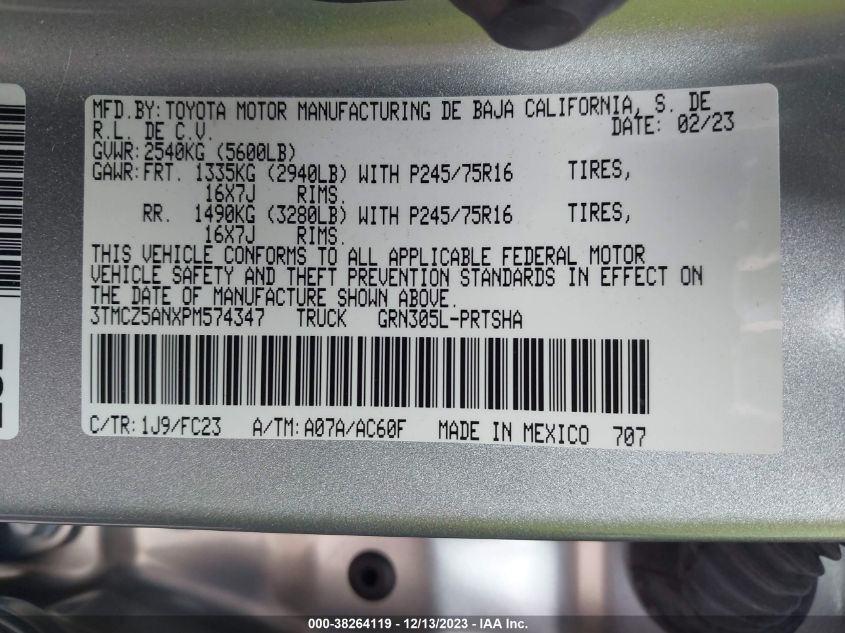 MFD.BY:TOYOTA MOTOR MANUFACTURING DE BAJA CALIFORNIA, S. DE
R.L. DE C.V. DATE: 02/23
GVWR:2540KG (5600LB)
GAWR:FRT. 1335KG (2940LB) WITH P245/75R16 TIRES,
16X7J RIMS.
RR. 1490KG (3280LB) WITH P245/75R16 TIRES,
16X7J RIMS.
THIS VEHICLE CONFORMS TO ALL APPLICABLE FEDERAL MOTOR
VEHICLE SAFETY AND THEFT PREVENTION STANDARDS IN EFFECT ON
THE DATE OF MANUFACTURE SHOWN ABOVE.
3TMCZ5ANXPM574347 TRUCK GRN305L-PRTSHA
C/TR:1J9/FC23 A/TM:A07A/AC60F MADE IN MEXICO 707
000-38264119 - 12/13/2023 - IAA Inc.